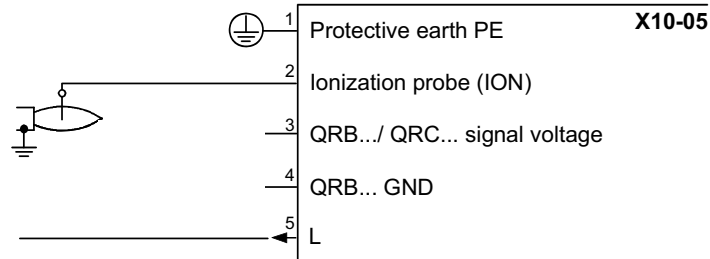 X10-05
1 Protective earth PE
2 Ionization probe (ION)
3 QRB.../ QRC... signal voltage
4 QRB... GND
5 L